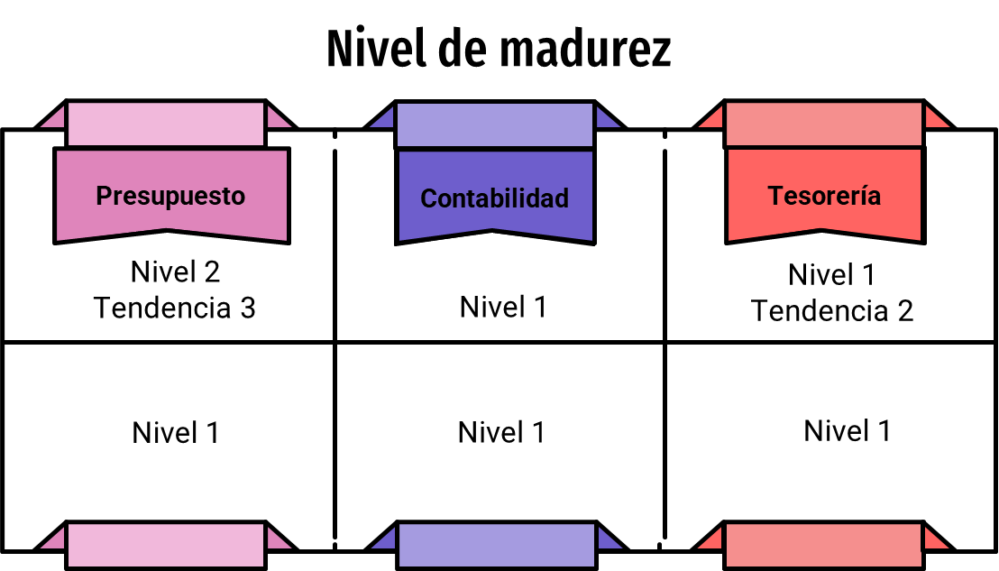 Nivel de madurez
Presupuesto
Contabilidad
Tesorería
Nivel 2
Tendencia 3
Nivel 1
Nivel 1
Tendencia 2
Nivel 1
Nivel 1
Nivel 1